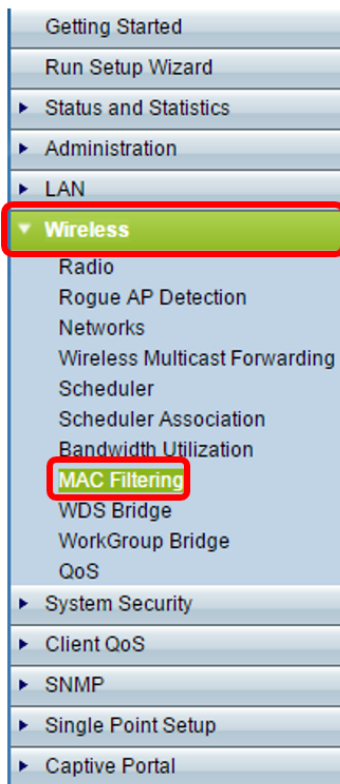 Getting Started
Run Setup Wizard
Status and Statistics
Administration
LAN
Wireless
Radio
Rogue AP Detection
Networks
Wireless Multicast Forwarding
Scheduler
Scheduler Association
Bandwidth Utilization
MAC Filtering
WDS Bridge
WorkGroup Bridge
QoS
System Security
Client QoS
SNMP
Single Point Setup
Captive Portal